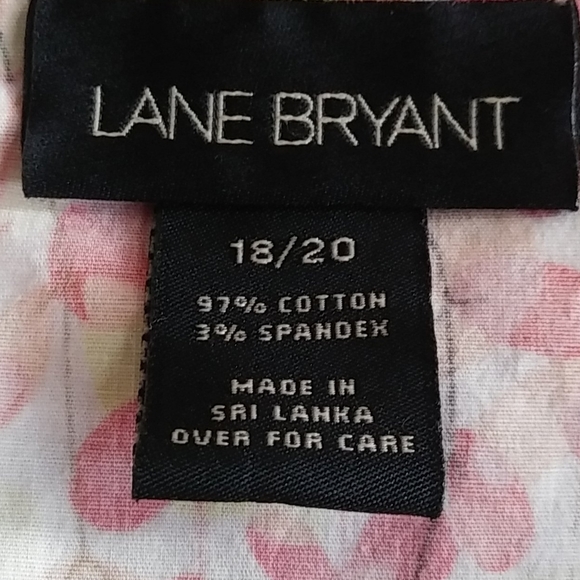 LANE BRYANT
18/20
97% COTTON
3% SPANDEX
MADE IN
SRI LANKA
OVER FOR CARE